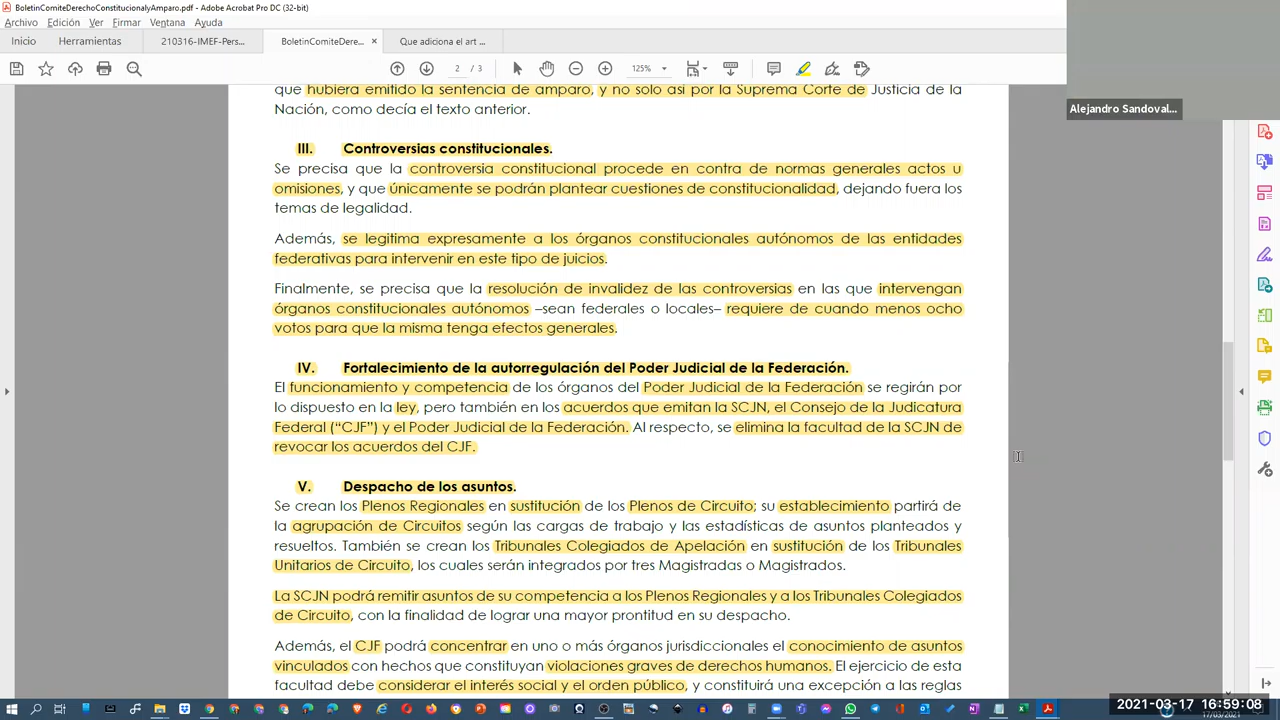 BoletinComiteDerechoConstitucionalyAmparo.pdf - Adobe Acrobat Pro DC (32-bit)
Archivo Edición Ver Firmar Ventana Ayuda
Inicio Herramientas 210316-IMEF-Pers... BoletinComiteDere... × Que adiciona el art ...
2 / 3 125%
Alejandro Sandoval...
que hubiera emitido la sentencia de amparo, y no solo así por la Suprema Corte de Justicia de la
Nación, como decía el texto anterior.
III. Controversias constitucionales.
Se precisa que la controversia constitucional procede en contra de normas generales actos u
omisiones, y que únicamente se podrán plantear cuestiones de constitucionalidad, dejando fuera los
temas de legalidad.
Además, se legitima expresamente a los órganos constitucionales autónomos de las entidades
federativas para intervenir en este tipo de juicios.
Finalmente, se precisa que la resolución de invalidez de las controversias en las que intervengan
órganos constitucionales autónomos –sean federales o locales– requiere de cuando menos ocho
votos para que la misma tenga efectos generales.
IV. Fortalecimiento de la autorregulación del Poder Judicial de la Federación.
El funcionamiento y competencia de los órganos del Poder Judicial de la Federación se regirán por
lo dispuesto en la ley, pero también en los acuerdos que emitan la SCJN, el Consejo de la Judicatura
Federal (“CJF”) y el Poder Judicial de la Federación. Al respecto, se elimina la facultad de la SCJN de
revocar los acuerdos del CJF.
V. Despacho de los asuntos.
Se crean los Plenos Regionales en sustitución de los Plenos de Circuito; su establecimiento partirá de
la agrupación de Circuitos según las cargas de trabajo y las estadísticas de asuntos planteados y
resueltos. También se crean los Tribunales Colegiados de Apelación en sustitución de los Tribunales
Unitarios de Circuito, los cuales serán integrados por tres Magistradas o Magistrados.
La SCJN podrá remitir asuntos de su competencia a los Plenos Regionales y a los Tribunales Colegiados
de Circuito, con la finalidad de lograr una mayor prontitud en su despacho.
Además, el CJF podrá concentrar en uno o más órganos jurisdiccionales el conocimiento de asuntos
vinculados con hechos que constituyan violaciones graves de derechos humanos. El ejercicio de esta
facultad debe considerar el interés social y el orden público, y constituirá una excepción a las reglas
2021-03-17 16:59:08
17/03/2021